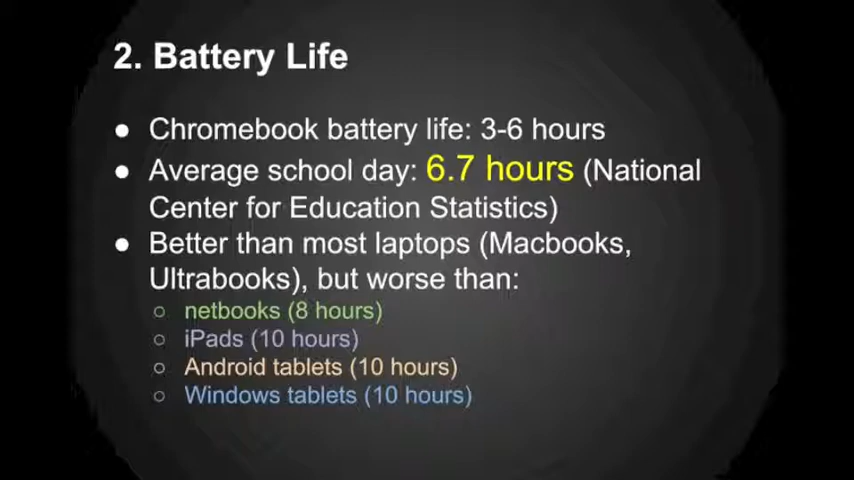 2. Battery Life
● Chromebook battery life: 3-6 hours
● Average school day: 6.7 hours (National
Center for Education Statistics)
● Better than most laptops (Macbooks,
Ultrabooks), but worse than:
○ netbooks (8 hours)
○ iPads (10 hours)
○ Android tablets (10 hours)
○ Windows tablets (10 hours)